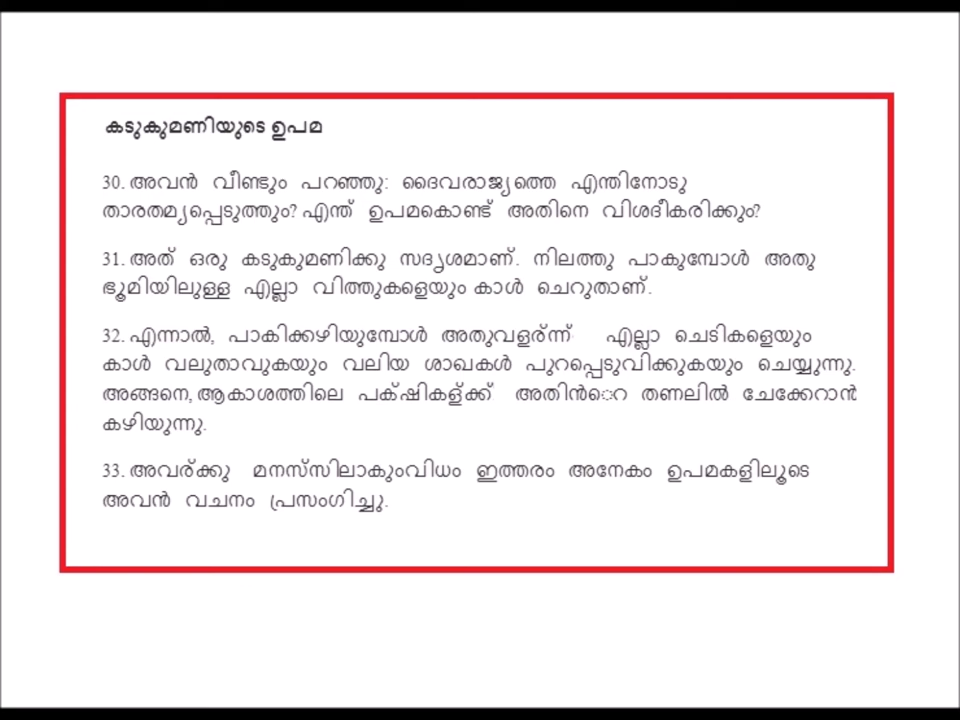 കടുകുമണിയുടെ ഉപമ
30. അവൻ വീണ്ടും പറഞ്ഞു: ദൈവരാജ്യത്തെ എന്തിനോടു
താരതമ്യപ്പെടുത്തും? എന്ത് ഉപമകൊണ്ട് അതിനെ വിശദീകരിക്കും?
31. അത് ഒരു കടുകുമണിക്കു സദൃശമാണ്. നിലത്തു പാകുമ്പോൾ അതു
ഭൂമിയിലുള്ള എല്ലാ വിത്തുകളെയും കാൾ ചെറുതാണ്.
32. എന്നാൽ, പാകിക്കഴിയുമ്പോൾ അതുവളര്ന്ന് എല്ലാ ചെടികളെയും
കാൾ വലുതാവുകയും വലിയ ശാഖകൾ പുറപ്പെടുവിക്കുകയും ചെയ്യുന്നു.
അങ്ങനെ, ആകാശത്തിലെ പക്ഷികള്ക്ക് അതിൻെറ തണലിൽ ചേക്കേറാൻ
കഴിയുന്നു.
33. അവര്ക്കു മനസ്സിലാകുംവിധം ഇത്തരം അനേകം ഉപമകളിലൂടെ
അവൻ വചനം പ്രസംഗിച്ചു.